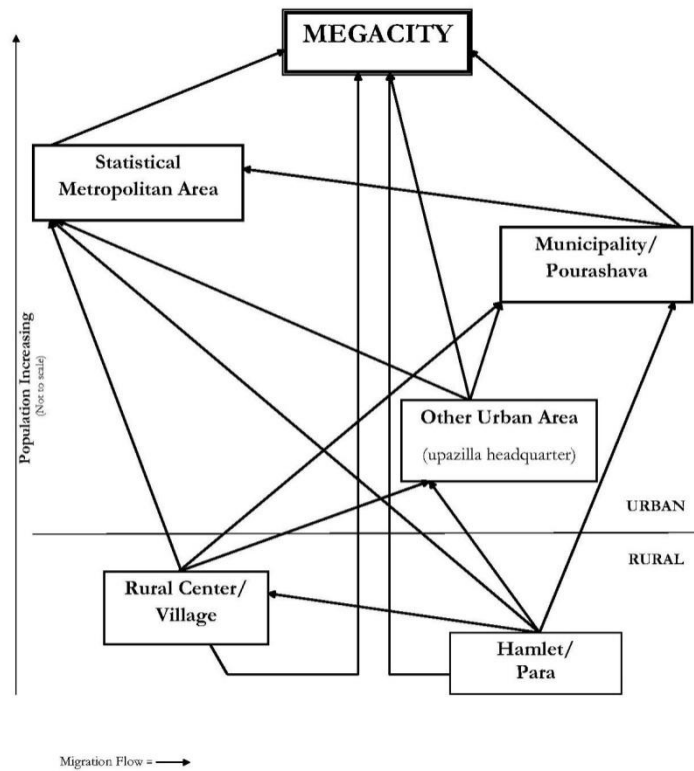 MEGACITY
Statistical
Metropolitan Area
Municipality/
Pourashava
Population Increasing
(Not to scale)
Other Urban Area
(upazilla headquarter)
URBAN
RURAL
Rural Center/
Village
Hamlet/
Para
Migration Flow =